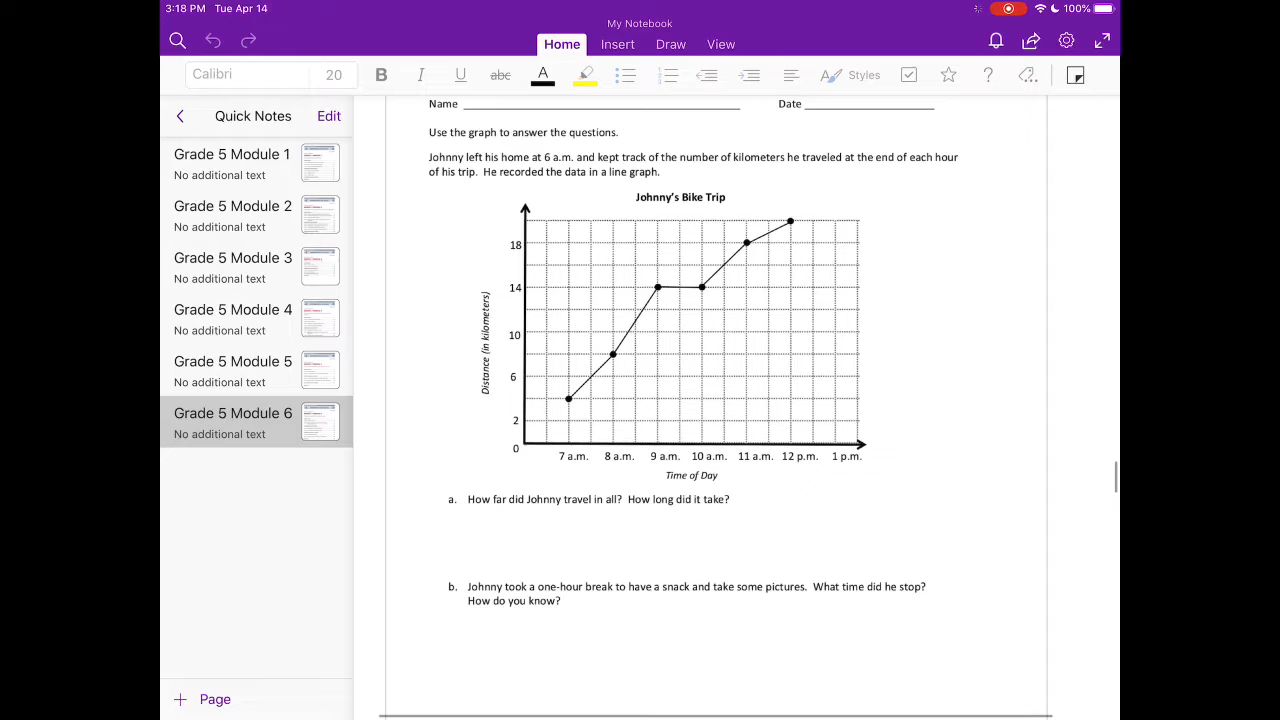 3:18 PM Tue Apr 14
100%
My Notebook
Home Insert Draw View
Calibri 20 B I U abc A Styles ?
Quick Notes Edit
Grade 5 Module 1
No additional text
Grade 5 Module 2
No additional text
Grade 5 Module 3
No additional text
Grade 5 Module 4
No additional text
Grade 5 Module 5
No additional text
Grade 5 Module 6
No additional text
+ Page
Name Date
Use the graph to answer the questions.
Johnny left his home at 6 a.m. and kept track of the number of kilometers he traveled at the end of each hour
of his trip. He recorded the data in a line graph.
Johnny's Bike Trip
Distance (in kilometers)
18
14
10
6
2
0
7 a.m. 8 a.m. 9 a.m. 10 a.m. 11 a.m. 12 p.m. 1 p.m.
Time of Day
a. How far did Johnny travel in all? How long did it take?
b. Johnny took a one-hour break to have a snack and take some pictures. What time did he stop?
How do you know?